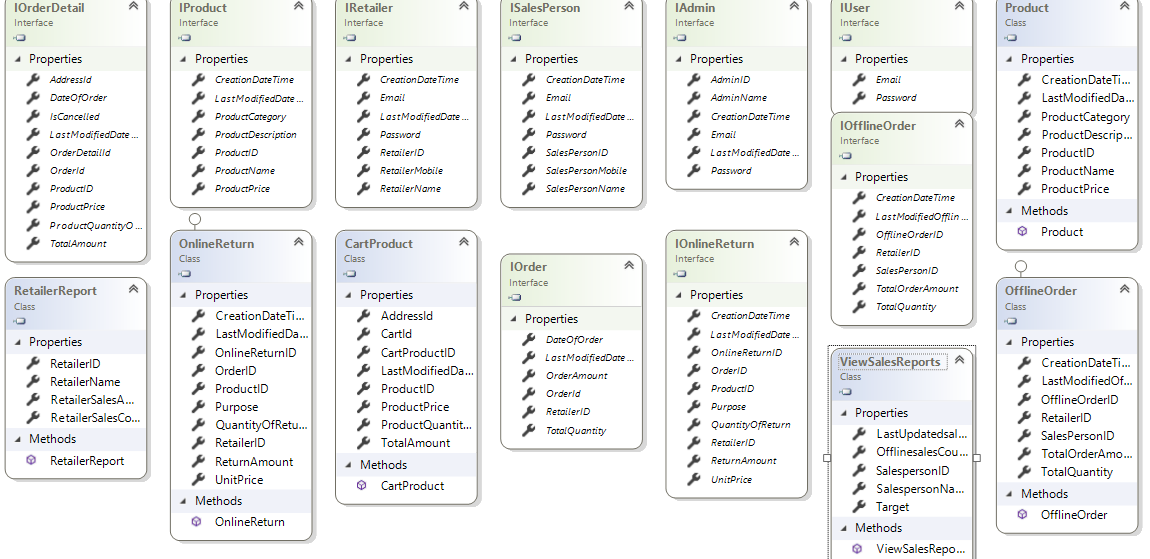 IOrderDetail
Interface
Properties
AddressId
DateOfOrder
IsCancelled
LastModifiedDate ...
OrderDetailId
OrderId
ProductID
ProductPrice
ProductQuantityO ...
TotalAmount
IProduct
Interface
Properties
CreationDateTime
LastModifiedDate ...
ProductCategory
ProductDescription
ProductID
ProductName
ProductPrice
IRetailer
Interface
Properties
CreationDateTime
Email
LastModifiedDate ...
Password
RetailerID
RetailerMobile
RetailerName
ISalesPerson
Interface
Properties
CreationDateTime
Email
LastModifiedDate ...
Password
SalesPersonID
SalesPersonMobile
SalesPersonName
IAdmin
Interface
Properties
AdminID
AdminName
CreationDateTime
Email
LastModifiedDate ...
Password
IUser
Interface
Properties
Email
Password
IOfflineOrder
Interface
Properties
CreationDateTime
LastModifiedOfflin ...
OfflineOrderID
RetailerID
SalesPersonID
TotalOrderAmount
TotalQuantity
Product
Class
Properties
CreationDateTi...
LastModifiedDa...
ProductCategory
ProductDescrip...
ProductID
ProductName
ProductPrice
Methods
Product
RetailerReport
Class
Properties
RetailerID
RetailerName
RetailerSalesA...
RetailerSalesCo...
Methods
RetailerReport
OnlineReturn
Class
Properties
CreationDateTi...
LastModifiedDa...
OnlineReturnID
OrderID
ProductID
Purpose
QuantityOfRetu...
RetailerID
ReturnAmount
UnitPrice
Methods
OnlineReturn
CartProduct
Class
Properties
AddressId
CartId
CartProductID
LastModifiedDa...
ProductID
ProductPrice
ProductQuantit...
TotalAmount
Methods
CartProduct
IOrder
Interface
Properties
DateOfOrder
LastModifiedDate ...
OrderAmount
OrderId
RetailerID
TotalQuantity
IOnlineReturn
Interface
Properties
CreationDateTime
LastModifiedDate ...
OnlineReturnID
OrderID
ProductID
Purpose
QuantityOfReturn
RetailerID
ReturnAmount
UnitPrice
ViewSalesReports
Class
Properties
LastUpdatedsal...
OfflinesalesCou...
SalespersonID
SalespersonNa...
Target
Methods
ViewSalesRepo...
OfflineOrder
Class
Properties
CreationDateTi...
LastModifiedOf...
OfflineOrderID
RetailerID
SalesPersonID
TotalOrderAmo...
TotalQuantity
Methods
OfflineOrder